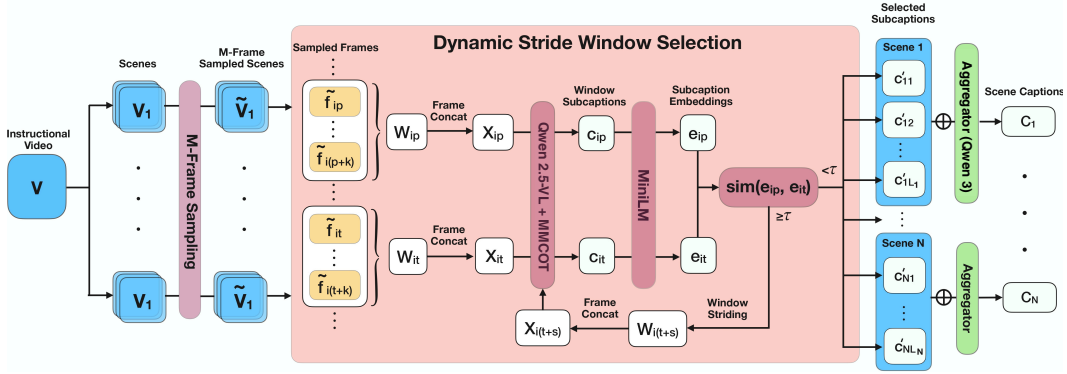 Instructional
Video
V
Scenes
V₁
V₁
M-Frame Sampling
M-Frame
Sampled Scenes
Ṽ₁
Ṽ₁
Dynamic Stride Window Selection
Sampled Frames
f̃ip
f̃i(p+k)
f̃it
f̃i(t+k)
Wip
Frame
Concat
Xip
Wit
Frame
Concat
Xit
Qwen 2.5-VL + MMCOT
Window
Subcaptions
cip
cit
MiniLM
Subcaption
Embeddings
eip
eit
sim(eip, eit)
<τ
≥τ
Window
Striding
Wi(t+s)
Frame
Concat
Xi(t+s)
Selected
Subcaptions
Scene 1
c′11
c′12
c′1L₁
Scene N
c′N1
c′NLN
Aggregator (Qwen 3)
Aggregator
Scene Captions
C₁
CN